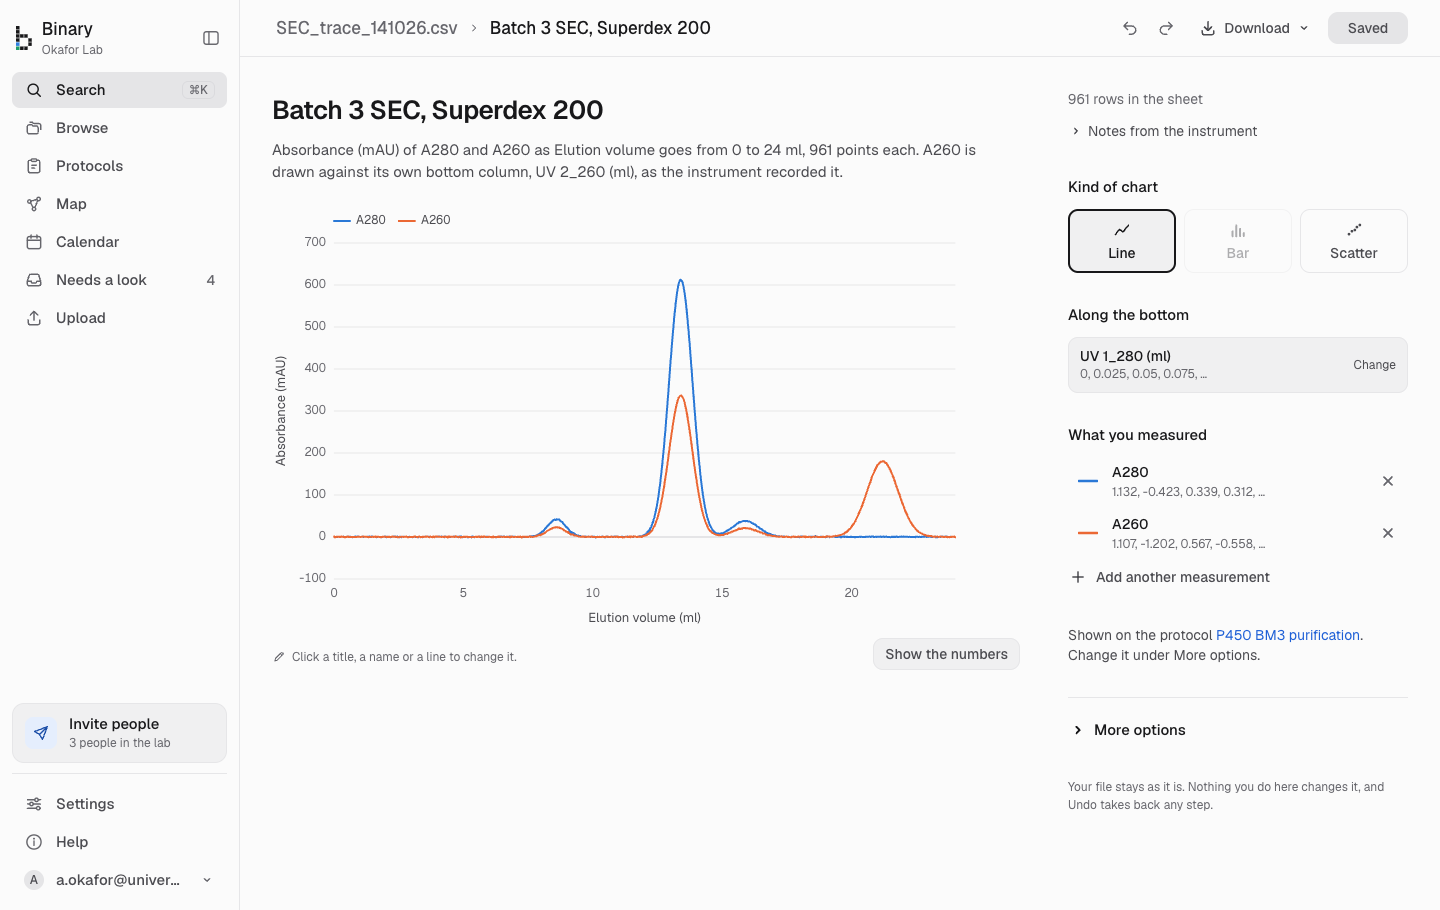 Binary
Okafor Lab
Search ⌘K
Browse
Protocols
Map
Calendar
Needs a look 4
Upload
Invite people
3 people in the lab
Settings
Help
A a.okafor@univer...
SEC_trace_141026.csv › Batch 3 SEC, Superdex 200
Download
Saved
Batch 3 SEC, Superdex 200
Absorbance (mAU) of A280 and A260 as Elution volume goes from 0 to 24 ml, 961 points each. A260 is
drawn against its own bottom column, UV 2_260 (ml), as the instrument recorded it.
A280 A260
700
600
500
400
300
200
100
0
-100
Absorbance (mAU)
0 5 10 15 20
Elution volume (ml)
Click a title, a name or a line to change it.
Show the numbers
961 rows in the sheet
Notes from the instrument
Kind of chart
Line Bar Scatter
Along the bottom
UV 1_280 (ml)
0, 0.025, 0.05, 0.075, ...
Change
What you measured
A280
1.132, -0.423, 0.339, 0.312, ...
A260
1.107, -1.202, 0.567, -0.558, ...
Add another measurement
Shown on the protocol P450 BM3 purification.
Change it under More options.
More options
Your file stays as it is. Nothing you do here changes it, and
Undo takes back any step.